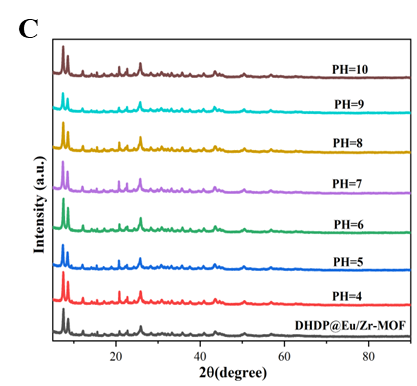 C
PH=10
PH=9
PH=8
PH=7
PH=6
PH=5
PH=4
DHDP@Eu/Zr-MOF
Intensity (a.u.)
20 40 60 80
2θ(degree)